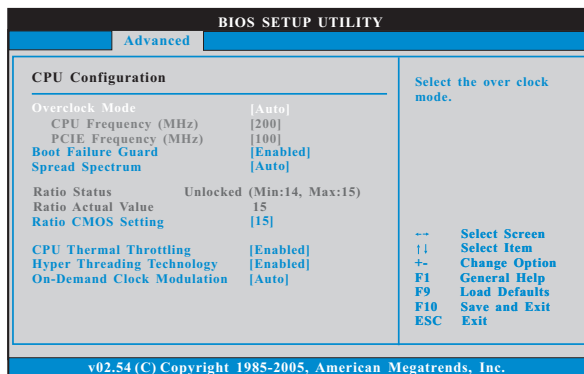 BIOS SETUP UTILITY
Advanced
CPU Configuration
Overclock Mode [Auto]
CPU Frequency (MHz) [200]
PCIE Frequency (MHz) [100]
Boot Failure Guard [Enabled]
Spread Spectrum [Auto]
Ratio Status Unlocked (Min:14, Max:15)
Ratio Actual Value 15
Ratio CMOS Setting [15]
CPU Thermal Throttling [Enabled]
Hyper Threading Technology [Enabled]
On-Demand Clock Modulation [Auto]
Select the over clock
mode.
←→ Select Screen
↑↓ Select Item
+- Change Option
F1 General Help
F9 Load Defaults
F10 Save and Exit
ESC Exit
v02.54 (C) Copyright 1985-2005, American Megatrends, Inc.